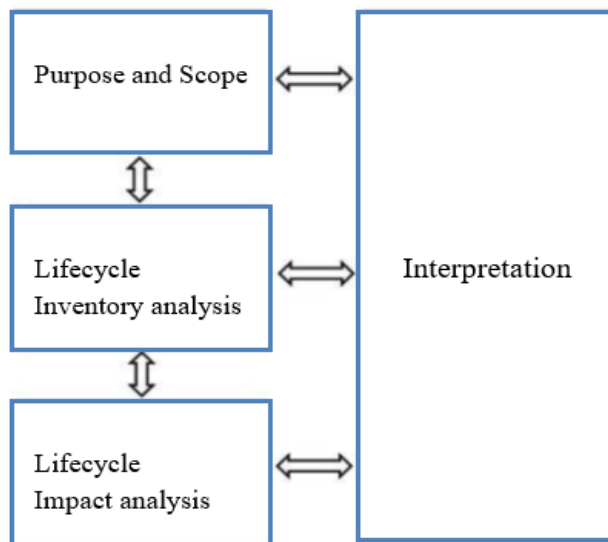 Purpose and Scope
Lifecycle
Inventory analysis
Interpretation
Lifecycle
Impact analysis